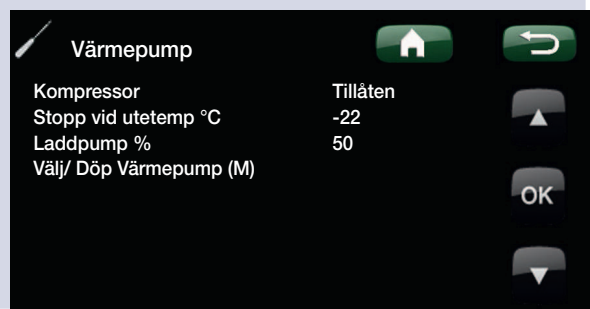 Värmepump
Kompressor Tillåten
Stopp vid utetemp °C -22
Laddpump % 50
Välj/ Döp Värmepump (M)
OK